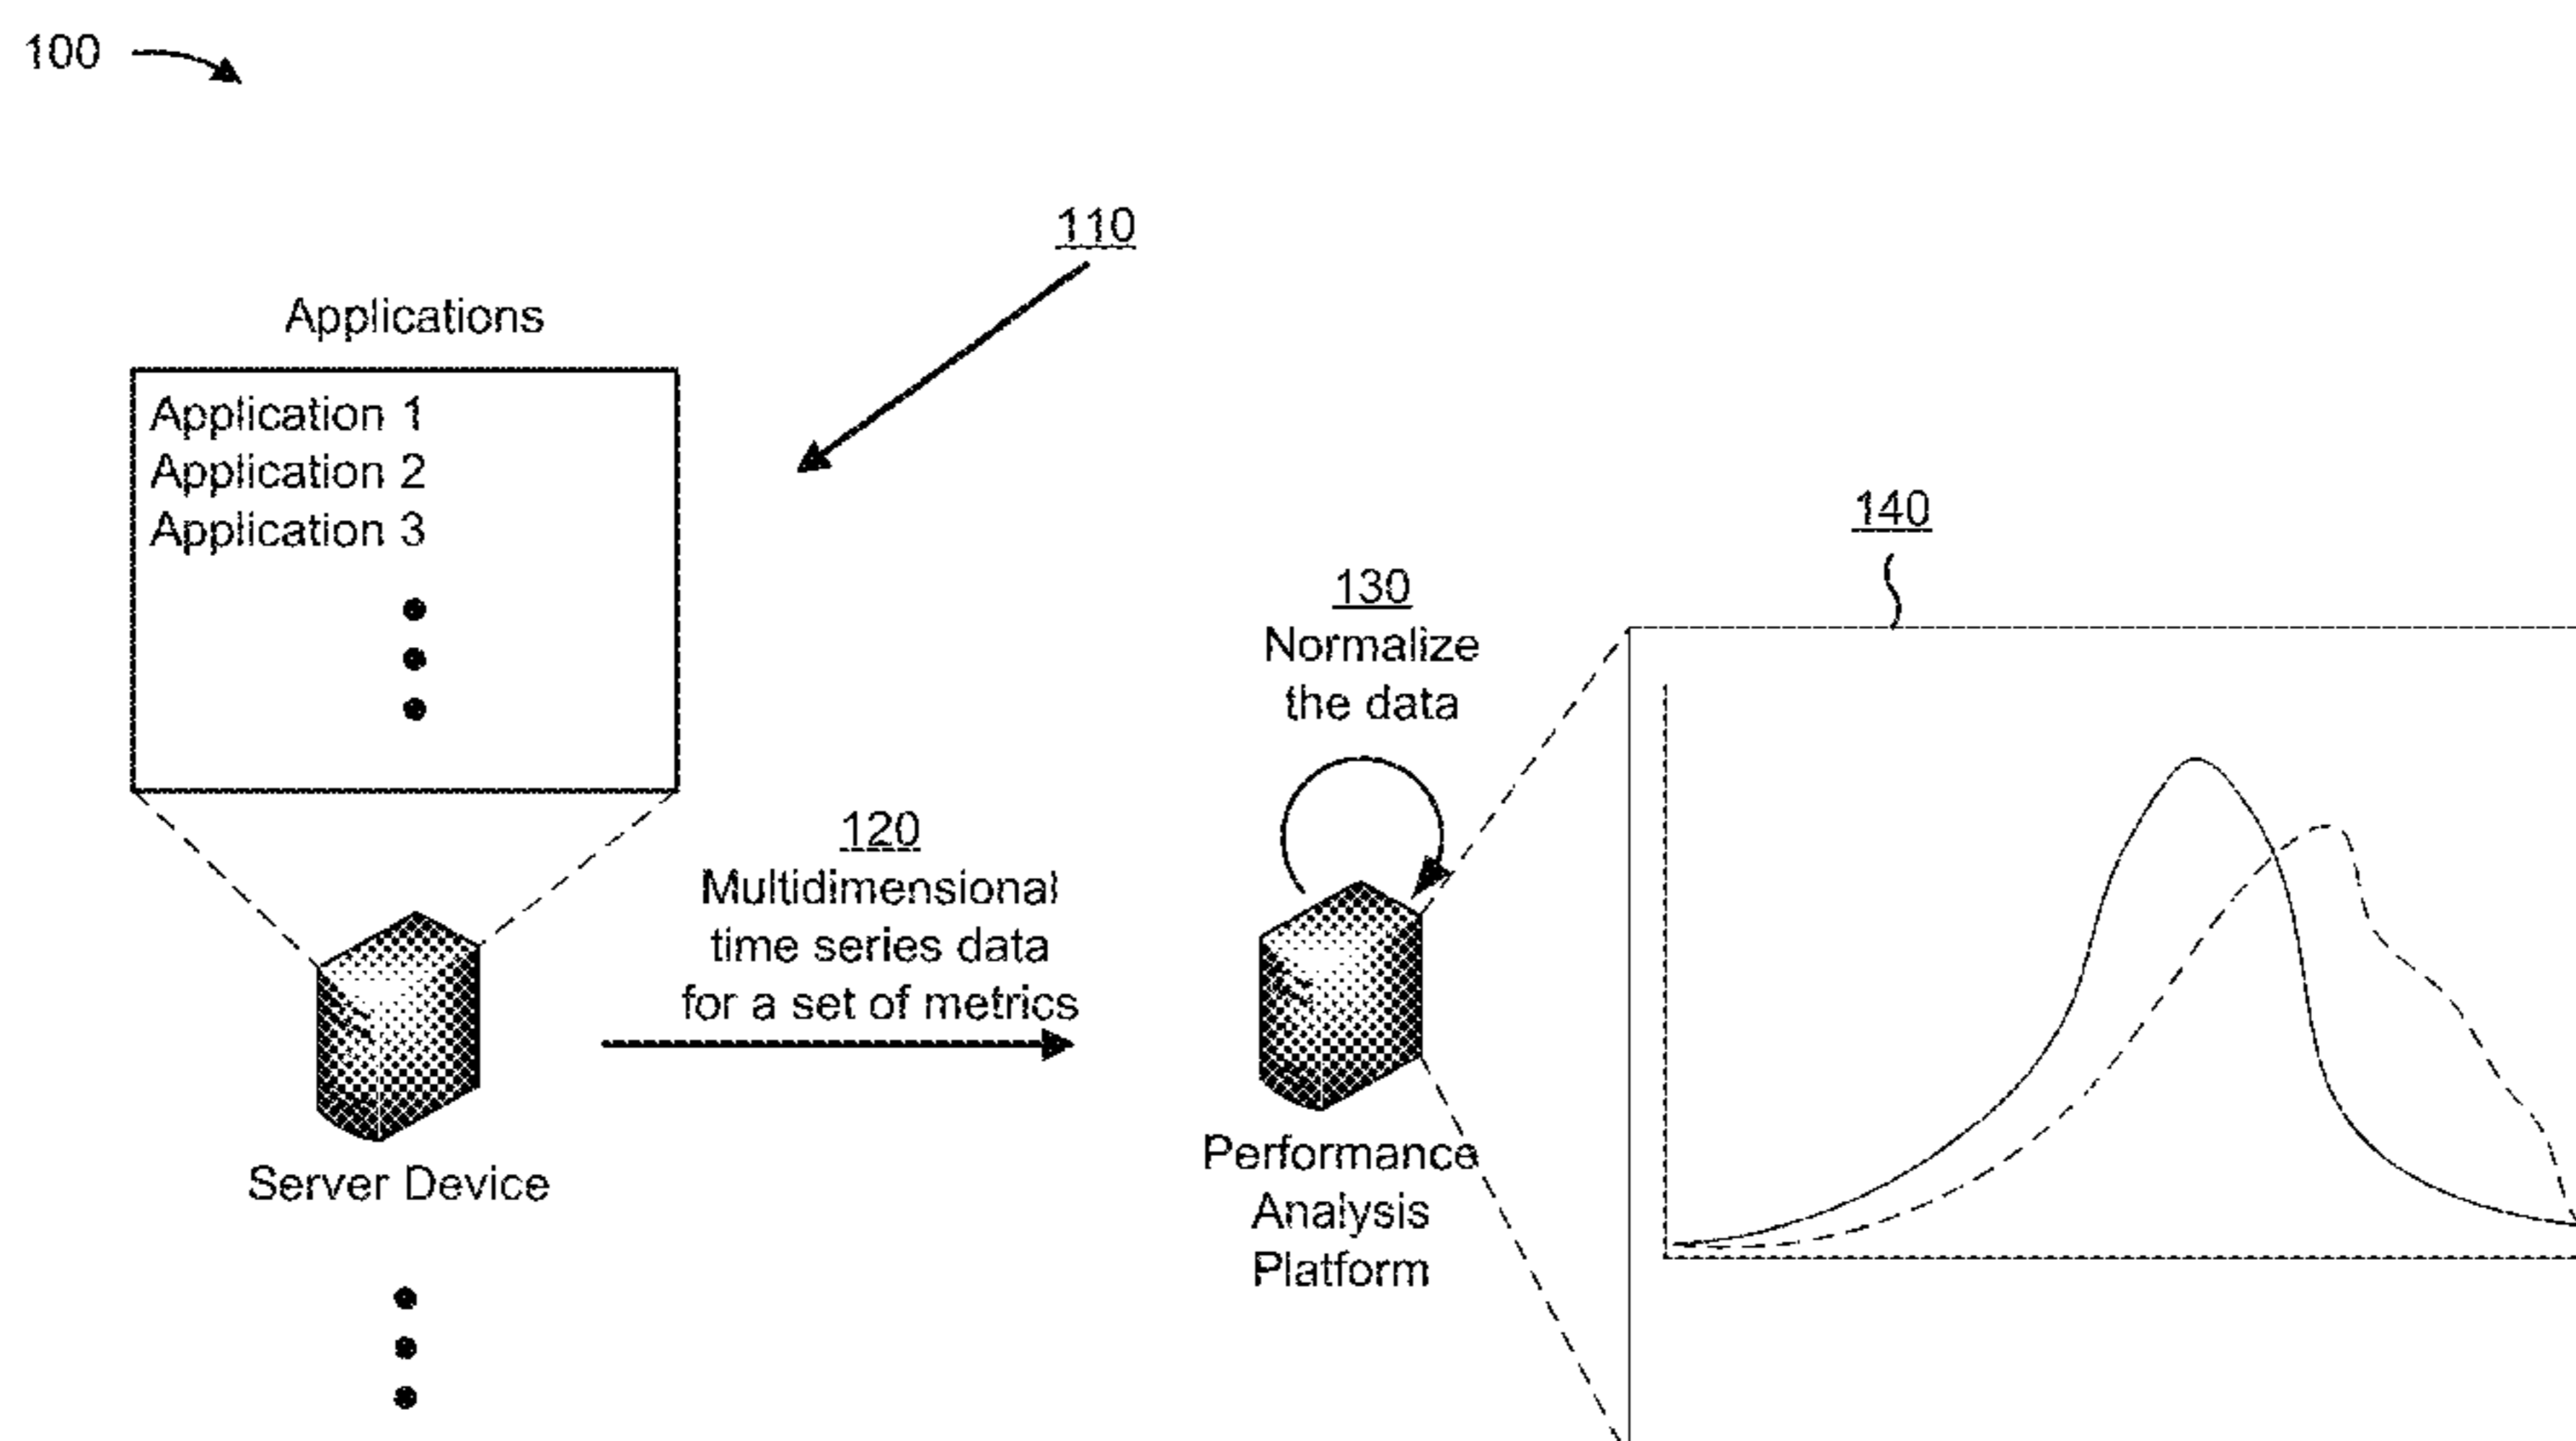 100
110
Applications
Application 1
Application 2
Application 3
140
130
Normalize
the data
120
Multidimensional
time series data
for a set of metrics
Server Device
Performance
Analysis
Platform